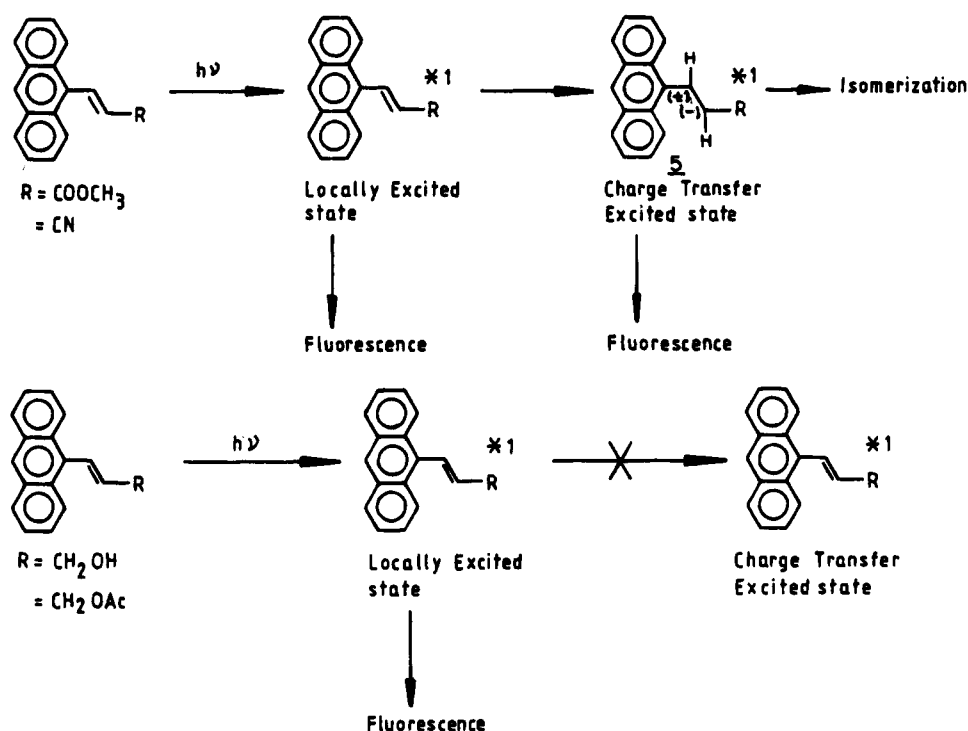 hν
*1
*1
H
(+)
(-)
R
R
R
H
Isomerization
5
R = COOCH3
= CN
Locally Excited
state
Charge Transfer
Excited state
Fluorescence
Fluorescence
hν
*1
*1
R
R
R
R = CH2OH
= CH2OAc
Locally Excited
state
Charge Transfer
Excited state
Fluorescence